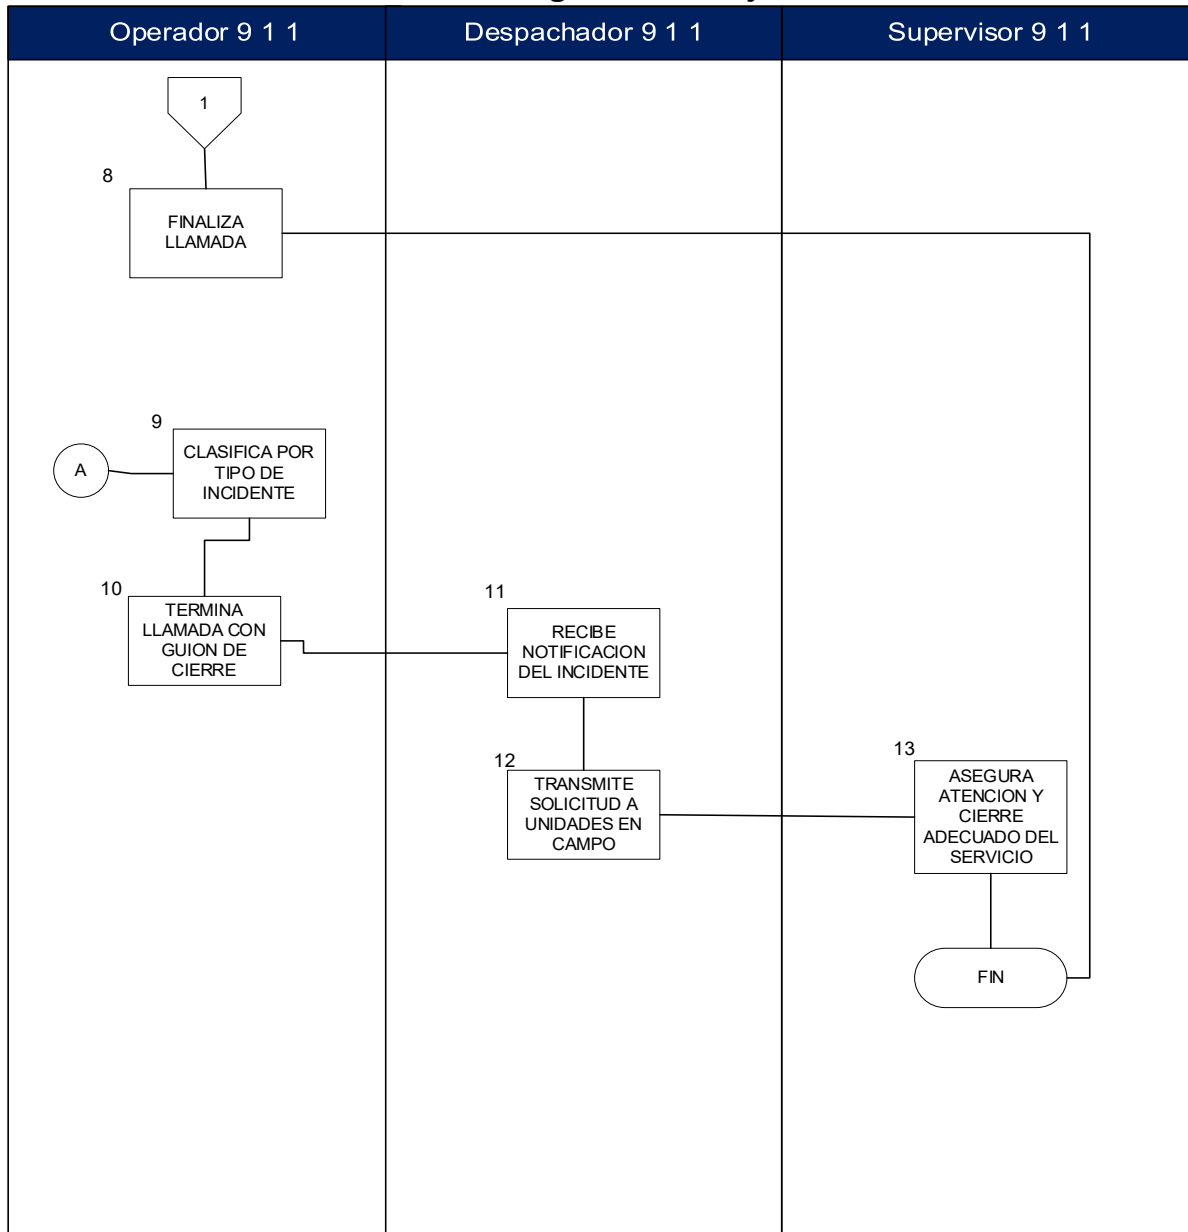 Operador 9 1 1
Despachador 9 1 1
Supervisor 9 1 1
1
8
FINALIZA
LLAMADA
9
A
CLASIFICA POR
TIPO DE
INCIDENTE
10
TERMINA
LLAMADA CON
GUION DE
CIERRE
11
RECIBE
NOTIFICACION
DEL INCIDENTE
12
TRANSMITE
SOLICITUD A
UNIDADES EN
CAMPO
13
ASEGURA
ATENCION Y
CIERRE
ADECUADO DEL
SERVICIO
FIN